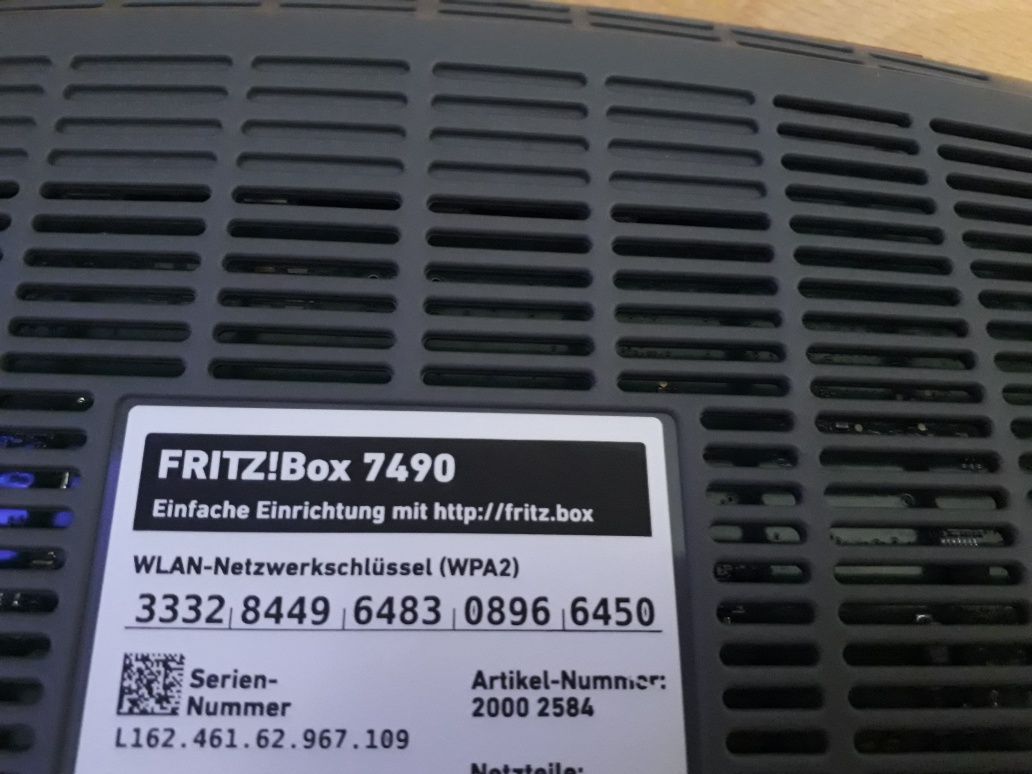 FRITZ!Box 7490
Einfache Einrichtung mit http://fritz.box
WLAN-Netzwerkschlüssel (WPA2)
3332 8449 6483 0896 6450
Serien-
Nummer
L162.461.62.967.109
Artikel-Nummer:
2000 2584
Netzteile: